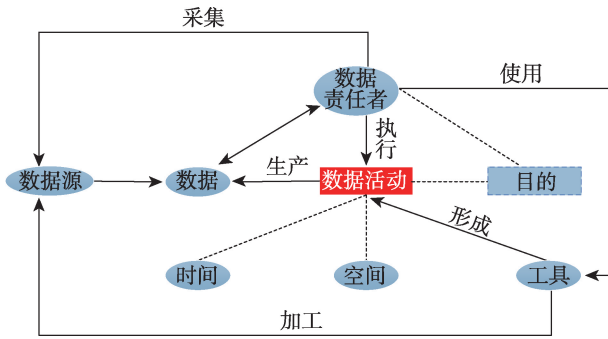 采集
数据
责任者
使用
执
行
数据源
数据
生产
数据活动
目的
形成
时间
空间
工具
加工